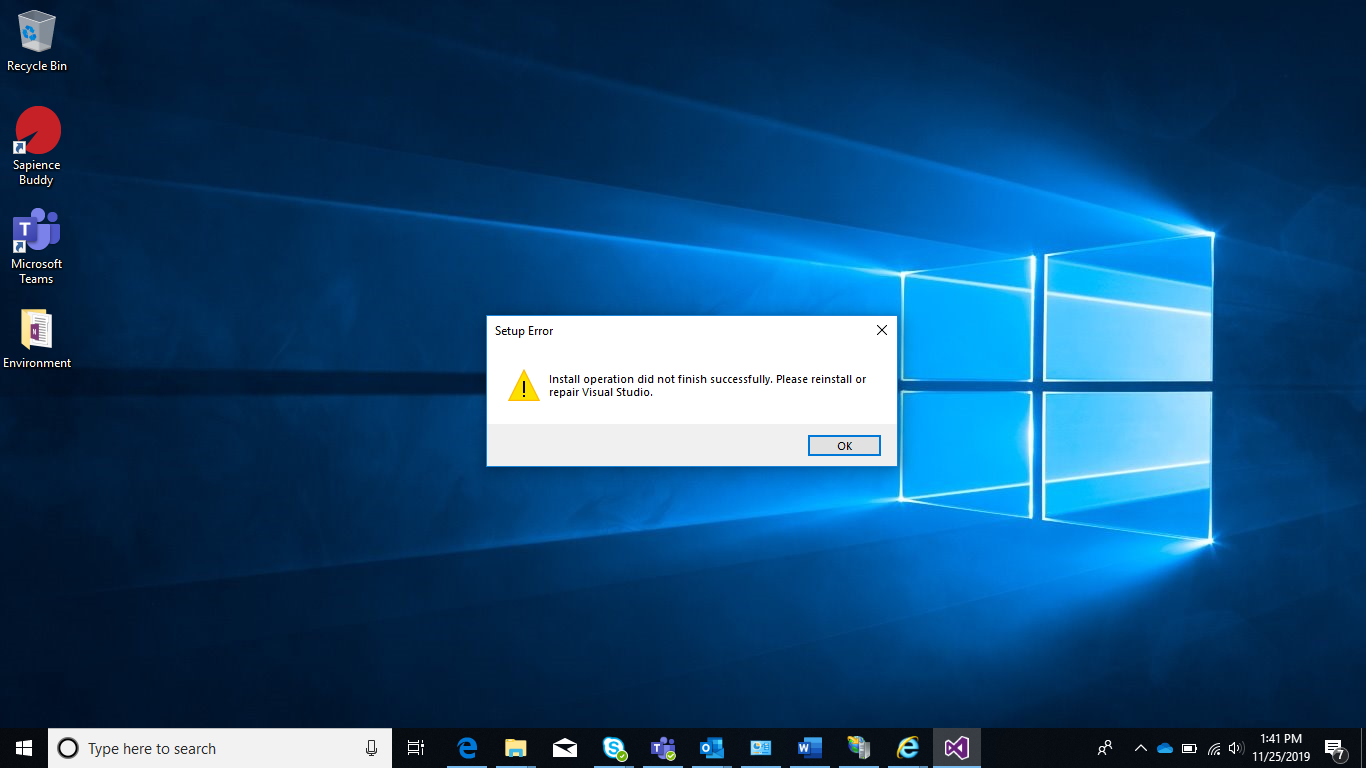 Recycle Bin
Sapience
Buddy
T
Microsoft
Teams
N
Environment
Setup Error
Install operation did not finish successfully. Please reinstall or
repair Visual Studio.
OK
Type here to search
1:41 PM
11/25/2019
7